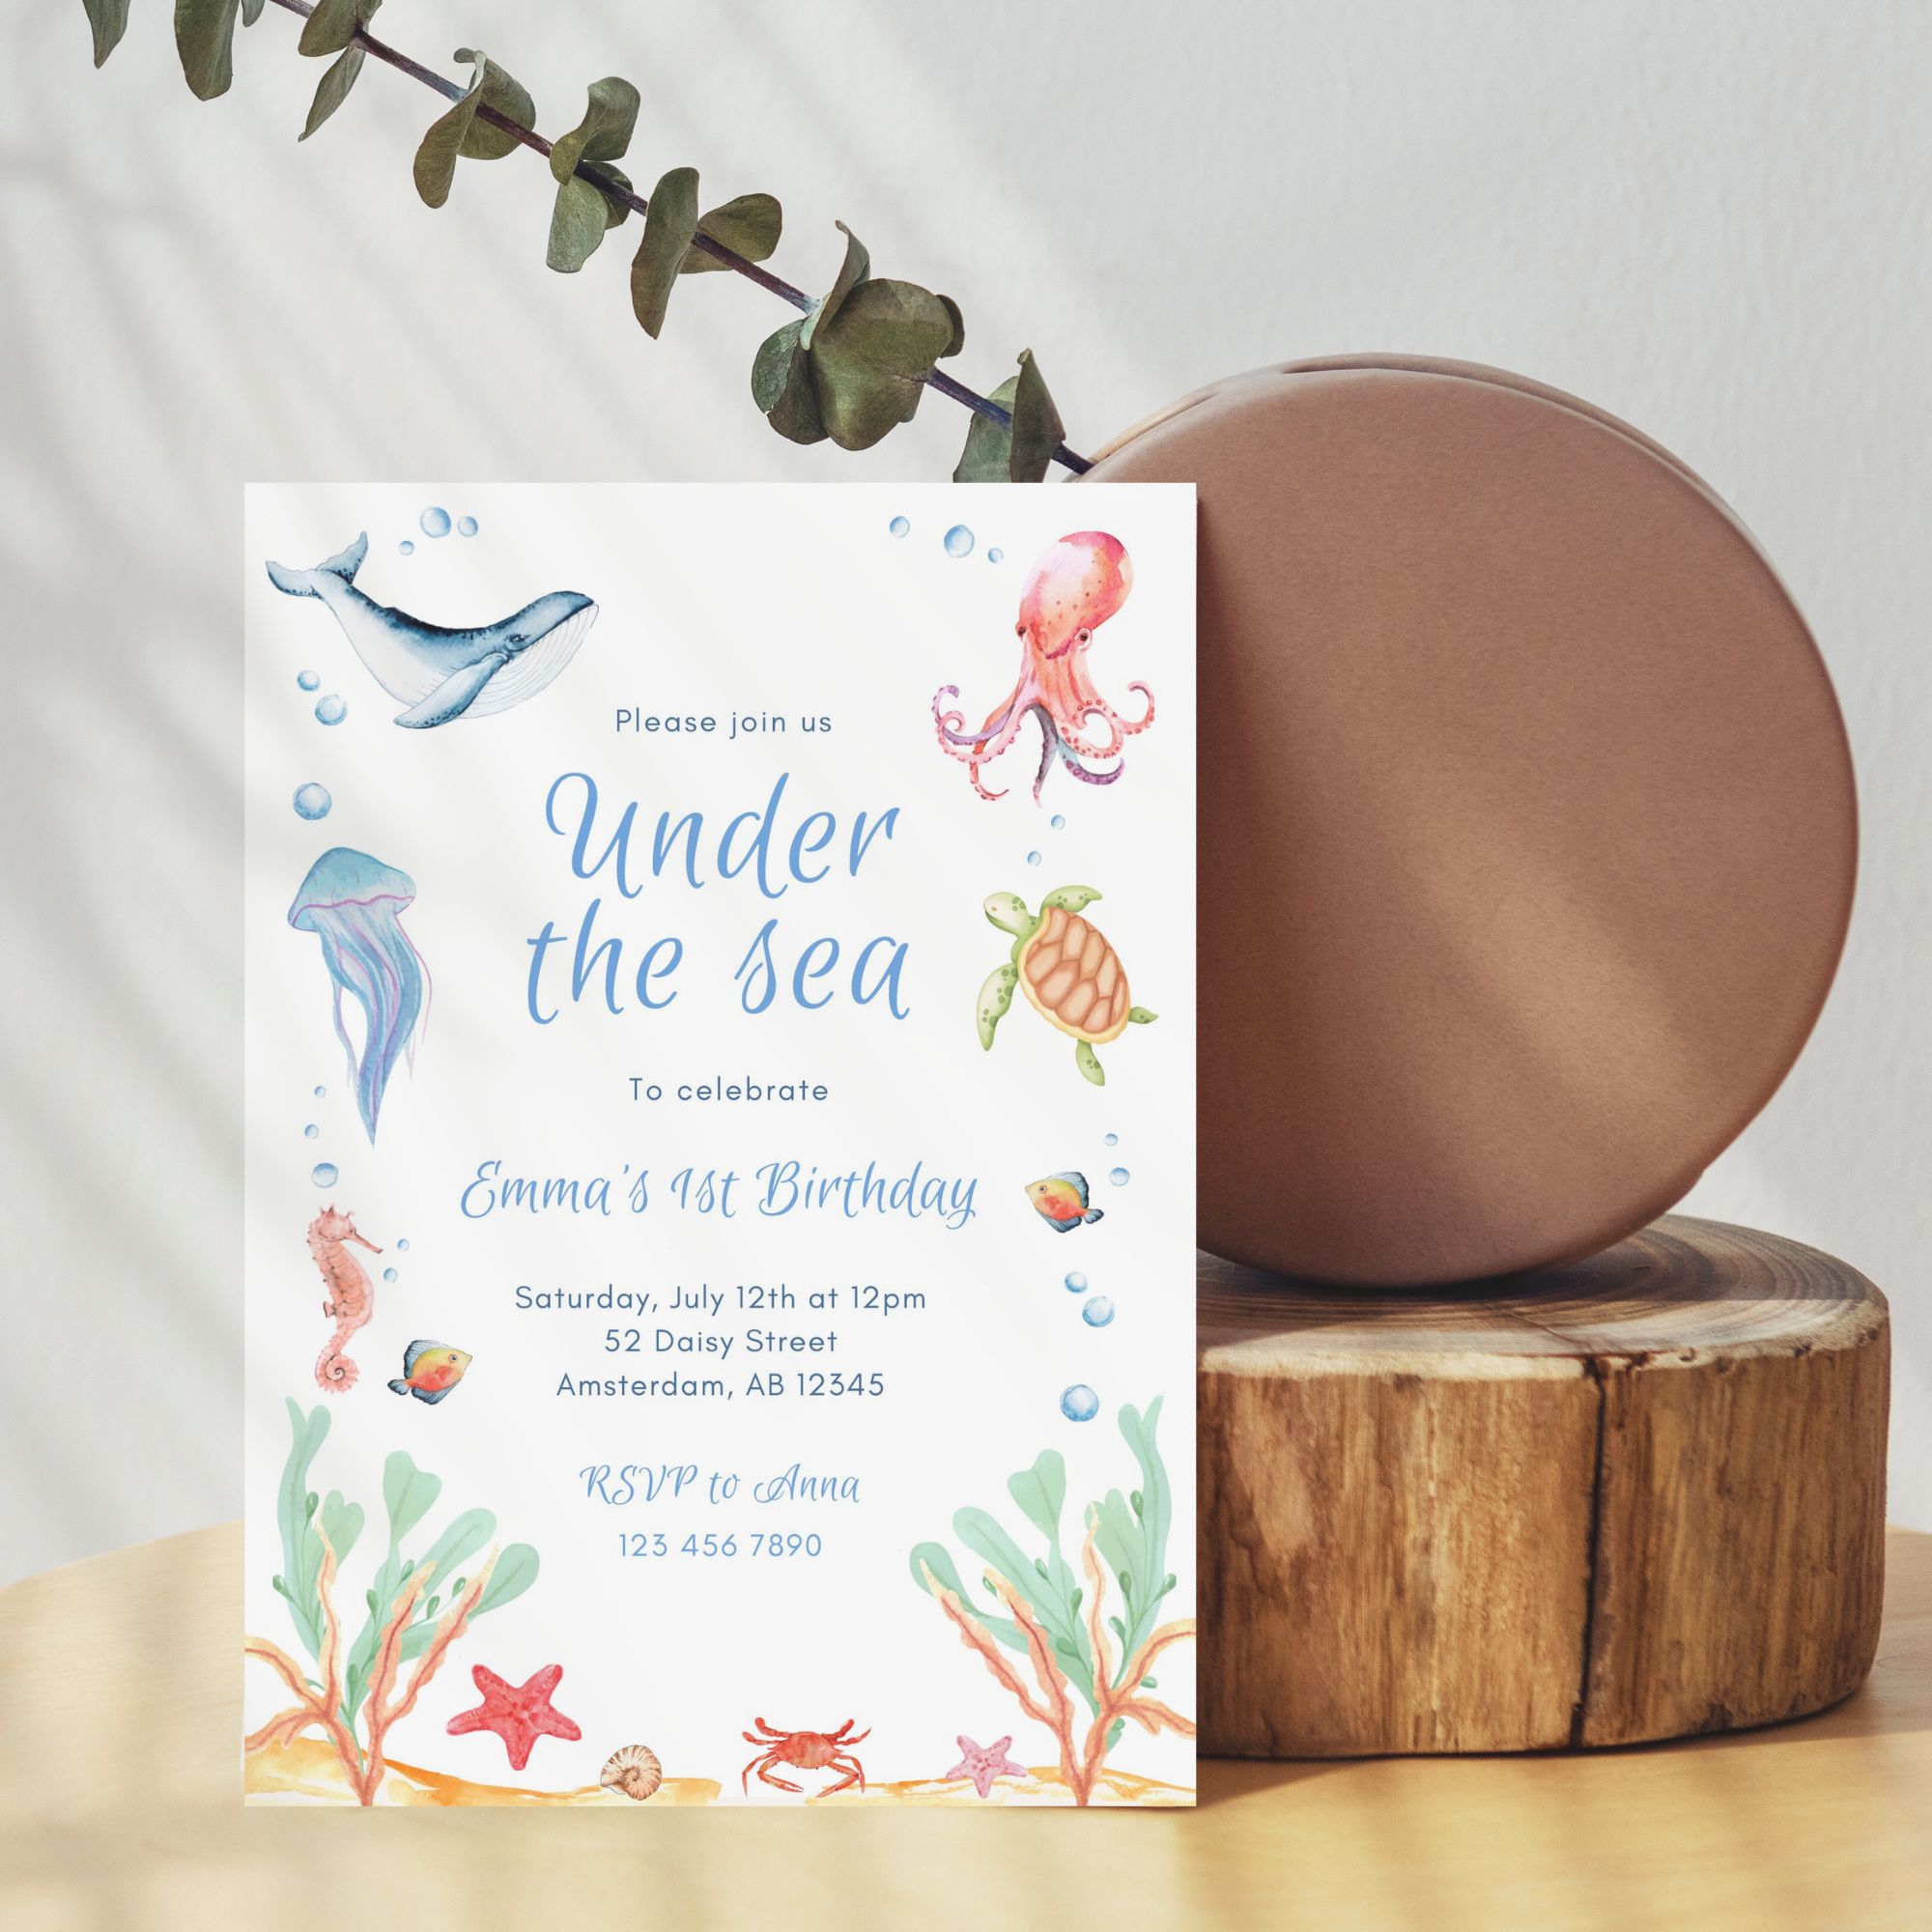 Please join us
Under
the sea
To celebrate
Emma's 1st Birthday
Saturday, July 12th at 12pm
52 Daisy Street
Amsterdam, AB 12345
RSVP to Anna
123 456 7890